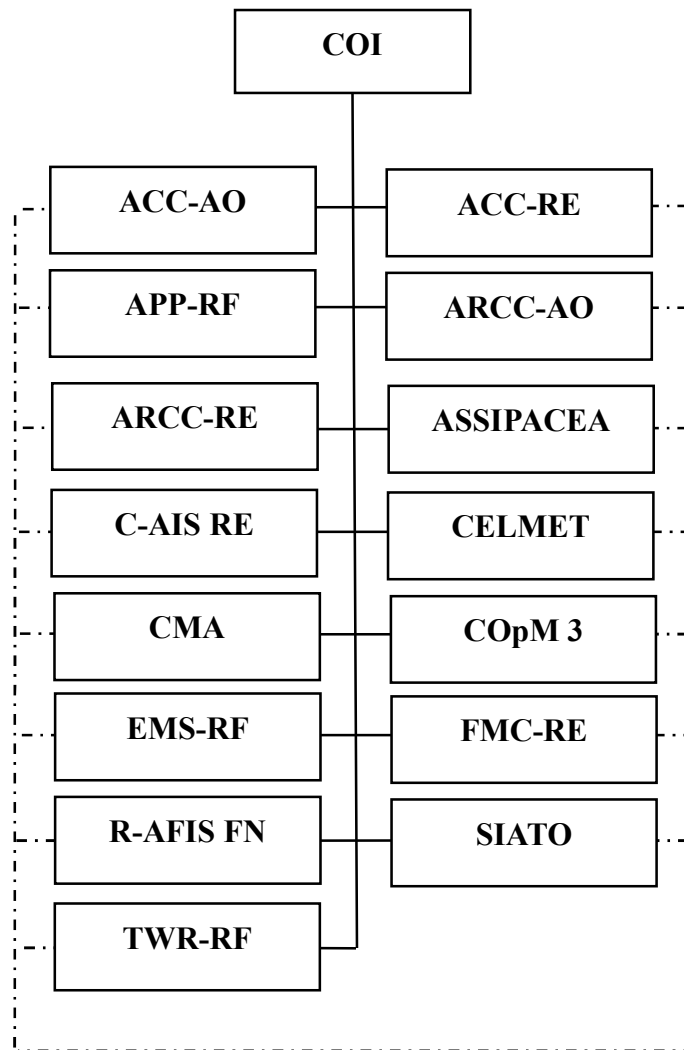 COI
ACC-AO
ACC-RE
APP-RF
ARCC-AO
ARCC-RE
ASSIPACEA
C-AIS RE
CELMET
CMA
COpM 3
EMS-RF
FMC-RE
R-AFIS FN
SIATO
TWR-RF